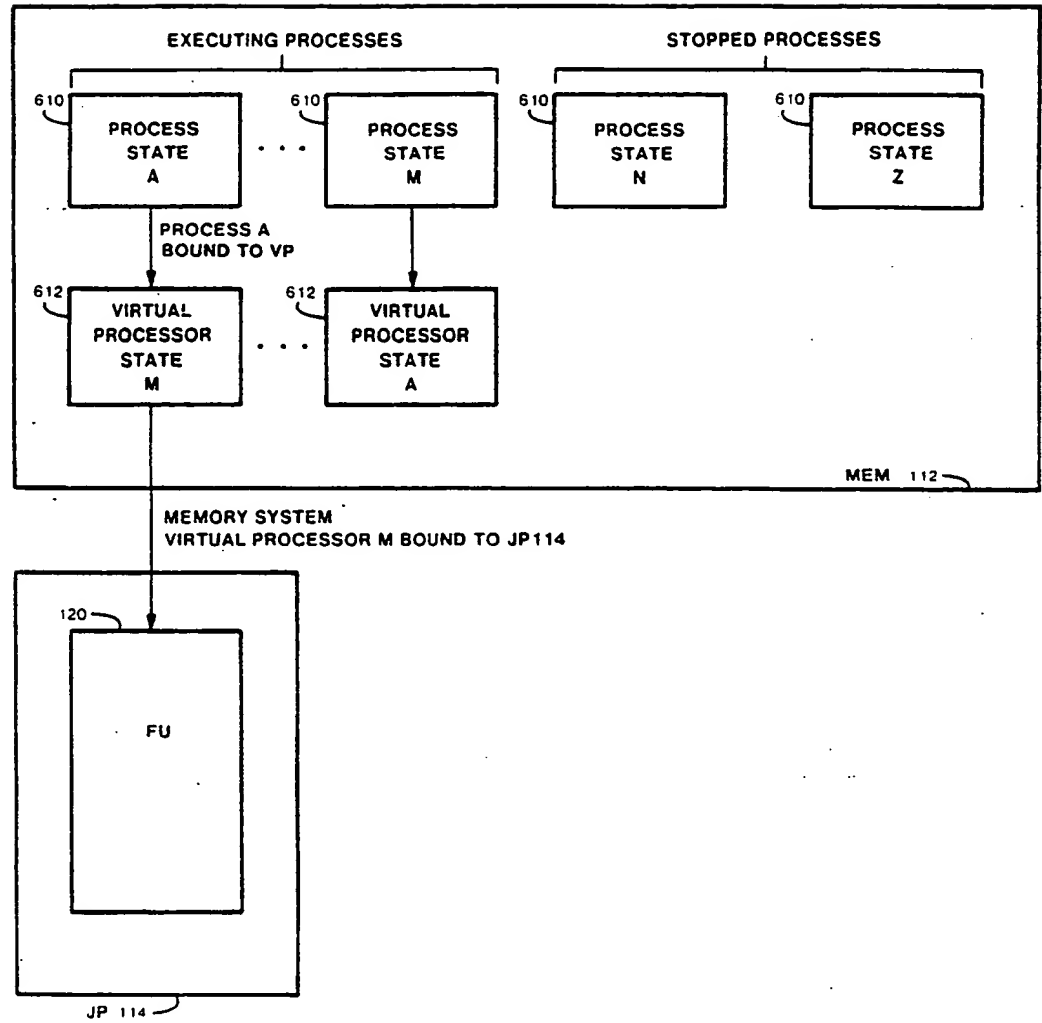 EXECUTING PROCESSES
STOPPED PROCESSES
610
PROCESS
STATE
A
610
PROCESS
STATE
M
610
PROCESS
STATE
N
610
PROCESS
STATE
Z
PROCESS A
BOUND TO VP
612
VIRTUAL
PROCESSOR
STATE
M
612
VIRTUAL
PROCESSOR
STATE
A
MEM 112
MEMORY SYSTEM
VIRTUAL PROCESSOR M BOUND TO JP114
120
FU
JP 114